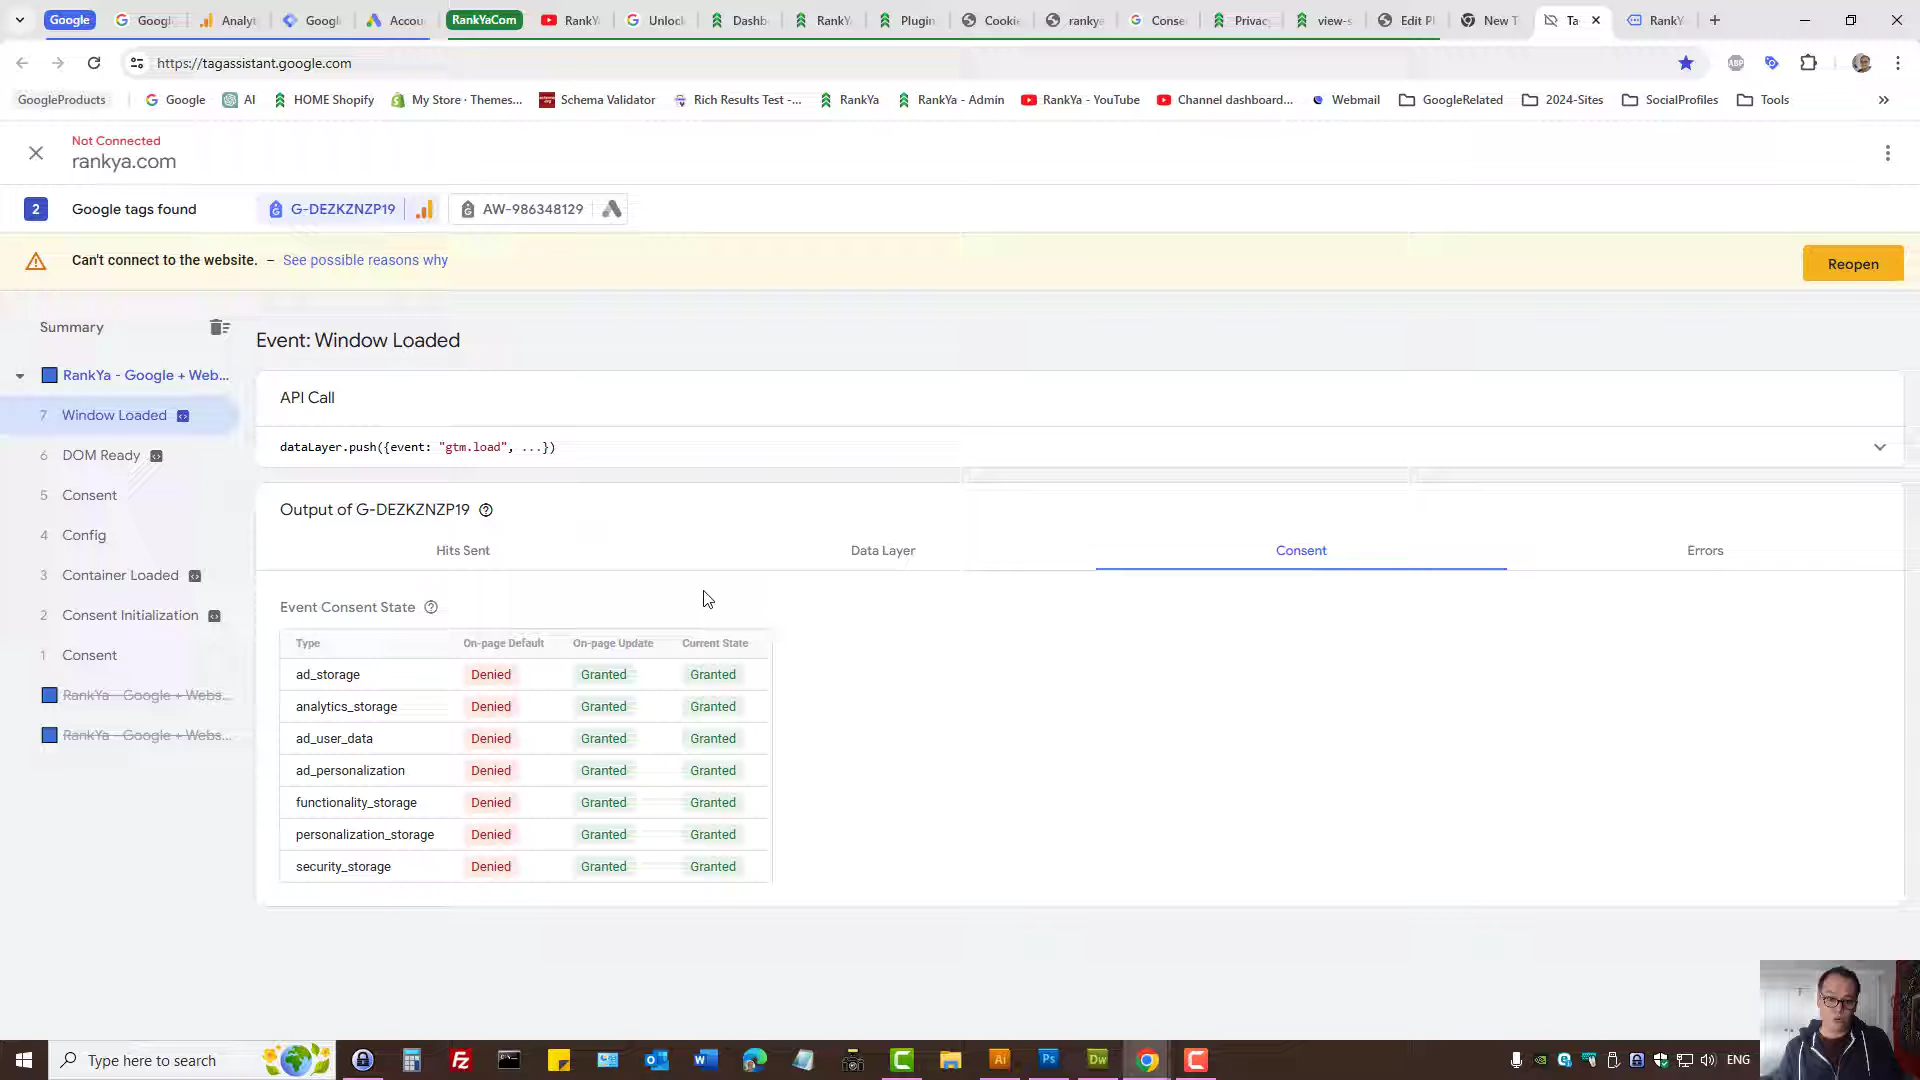 Google
Googl
Analyt
Googl
Accou
RankYaCom
RankY
Unlock
Dashb
RankY
Plugin
Cookie
rankye
Conse
Privac
view-s
Edit P
New T
Ta
RankY
https://tagassistant.google.com
GoogleProducts
Google
AI
HOME Shopify
My Store · Themes...
Schema Validator
Rich Results Test -...
RankYa
RankYa - Admin
RankYa - YouTube
Channel dashboard...
Webmail
GoogleRelated
2024-Sites
SocialProfiles
Tools
Not Connected
rankya.com
2 Google tags found G-DEZKZNZP19 AW-986348129
Can't connect to the website. – See possible reasons why
Reopen
Summary
RankYa - Google + Web...
7 Window Loaded
6 DOM Ready
5 Consent
4 Config
3 Container Loaded
2 Consent Initialization
1 Consent
RankYa - Google + Webs...
RankYa - Google + Webs...
Event: Window Loaded
API Call
dataLayer.push({event: "gtm.load", ...})
Output of G-DEZKZNZP19
Hits Sent Data Layer Consent Errors
Event Consent State
Type On-page Default On-page Update Current State
ad_storage Denied Granted Granted
analytics_storage Denied Granted Granted
ad_user_data Denied Granted Granted
ad_personalization Denied Granted Granted
functionality_storage Denied Granted Granted
personalization_storage Denied Granted Granted
security_storage Denied Granted Granted
Type here to search
ENG